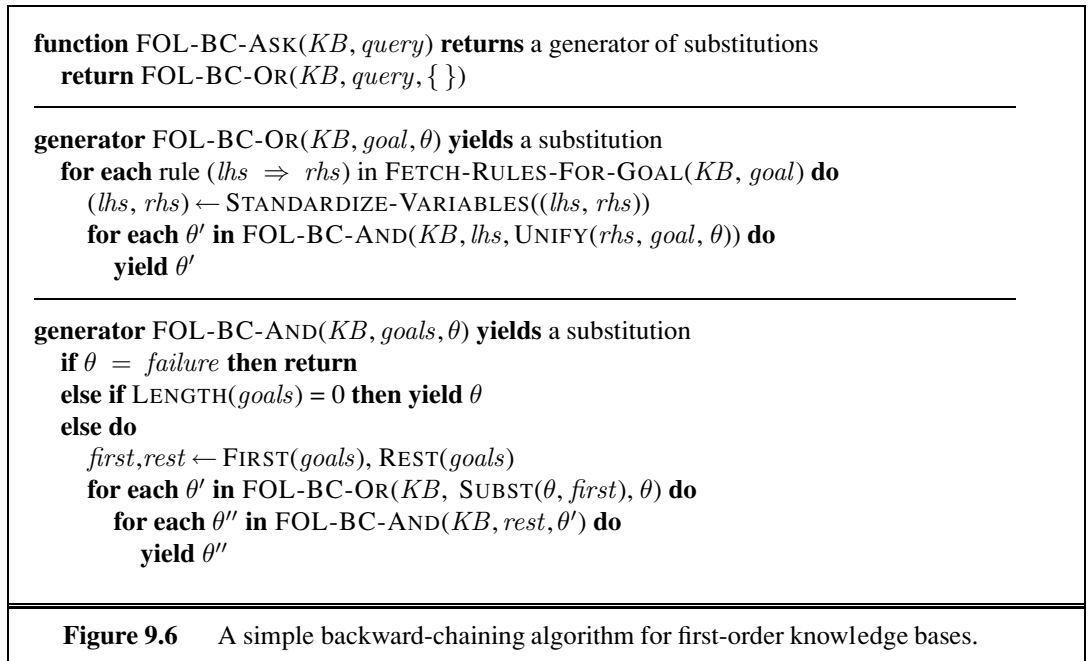 function FOL-BC-ASK(KB, query) returns a generator of substitutions
return FOL-BC-OR(KB, query, { })
generator FOL-BC-OR(KB, goal, θ) yields a substitution
for each rule (lhs ⇒ rhs) in FETCH-RULES-FOR-GOAL(KB, goal) do
(lhs, rhs) ← STANDARDIZE-VARIABLES((lhs, rhs))
for each θ′ in FOL-BC-AND(KB, lhs, UNIFY(rhs, goal, θ)) do
yield θ′
generator FOL-BC-AND(KB, goals, θ) yields a substitution
if θ = failure then return
else if LENGTH(goals) = 0 then yield θ
else do
first,rest ← FIRST(goals), REST(goals)
for each θ′ in FOL-BC-OR(KB, SUBST(θ, first), θ) do
for each θ′′ in FOL-BC-AND(KB, rest, θ′) do
yield θ′′
Figure 9.6 A simple backward-chaining algorithm for first-order knowledge bases.